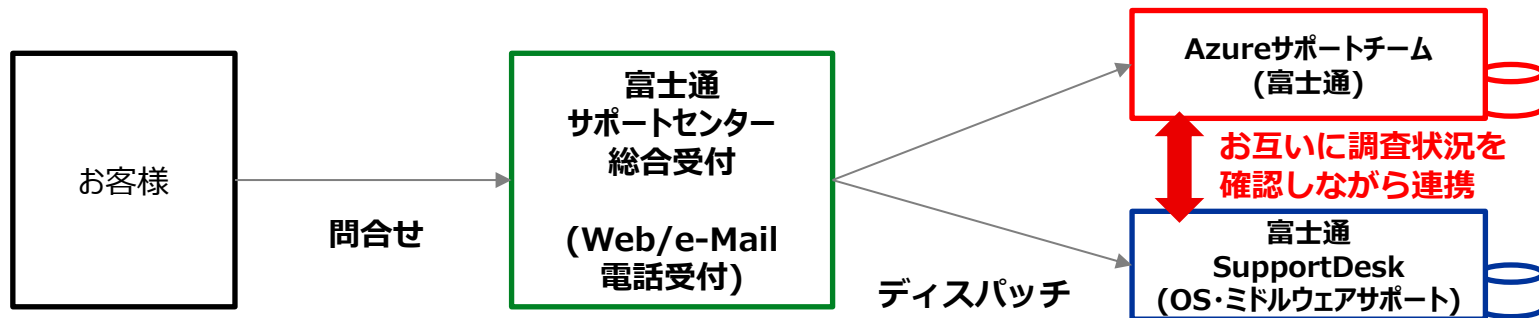 お客様
問合せ
富士通
サポートセンター
総合受付
(Web/e-Mail
電話受付)
ディスパッチ
Azureサポートチーム
(富士通)
お互いに調査状況を
確認しながら連携
富士通
SupportDesk
(OS・ミドルウェアサポート)